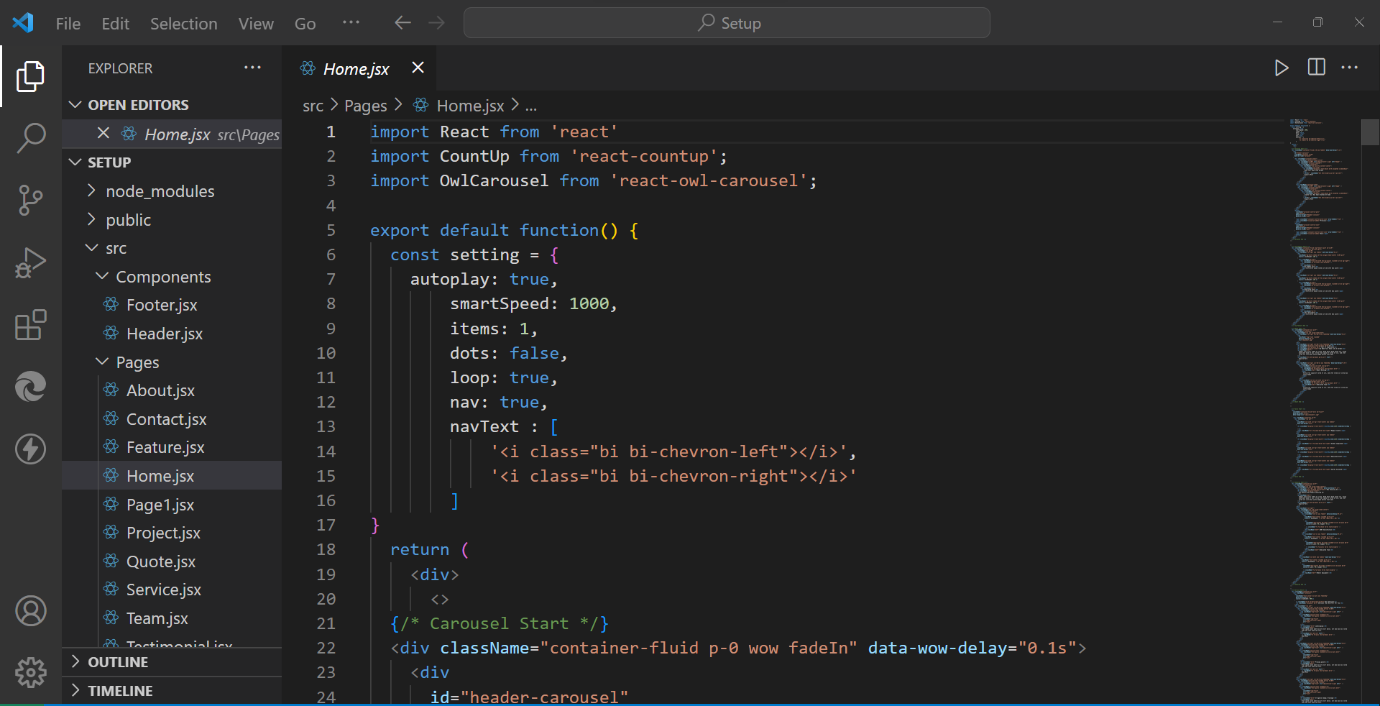 File Edit Selection View Go ··· Setup
EXPLORER ···
OPEN EDITORS
Home.jsx src\Pages
SETUP
node_modules
public
src
Components
Footer.jsx
Header.jsx
Pages
About.jsx
Contact.jsx
Feature.jsx
Home.jsx
Page1.jsx
Project.jsx
Quote.jsx
Service.jsx
Team.jsx
Testimonial.jsx
OUTLINE
TIMELINE
Home.jsx
src > Pages > Home.jsx > ...
1 import React from 'react'
2 import CountUp from 'react-countup';
3 import OwlCarousel from 'react-owl-carousel';
4
5 export default function() {
6 const setting = {
7 autoplay: true,
8 smartSpeed: 1000,
9 items: 1,
10 dots: false,
11 loop: true,
12 nav: true,
13 navText : [
14 '<i class="bi bi-chevron-left"></i>',
15 '<i class="bi bi-chevron-right"></i>'
16 ]
17 }
18 return (
19 <div>
20 <>
21 {/* Carousel Start */}
22 <div className="container-fluid p-0 wow fadeIn" data-wow-delay="0.1s">
23 <div
24 id="header-carousel"